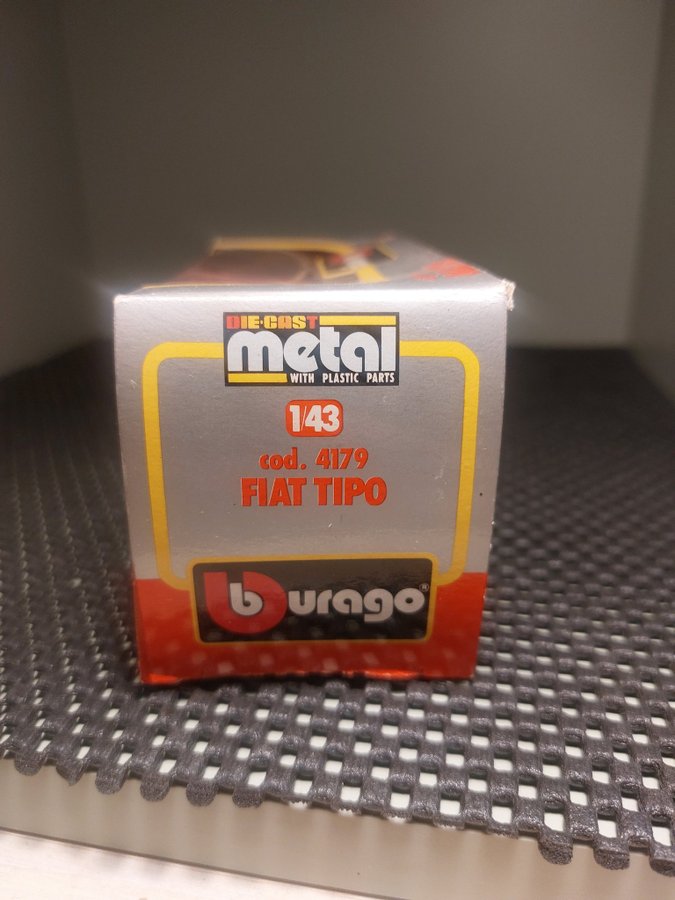 DIE-CAST
metal
WITH PLASTIC PARTS
1/43
cod. 4179
FIAT TIPO
burago®